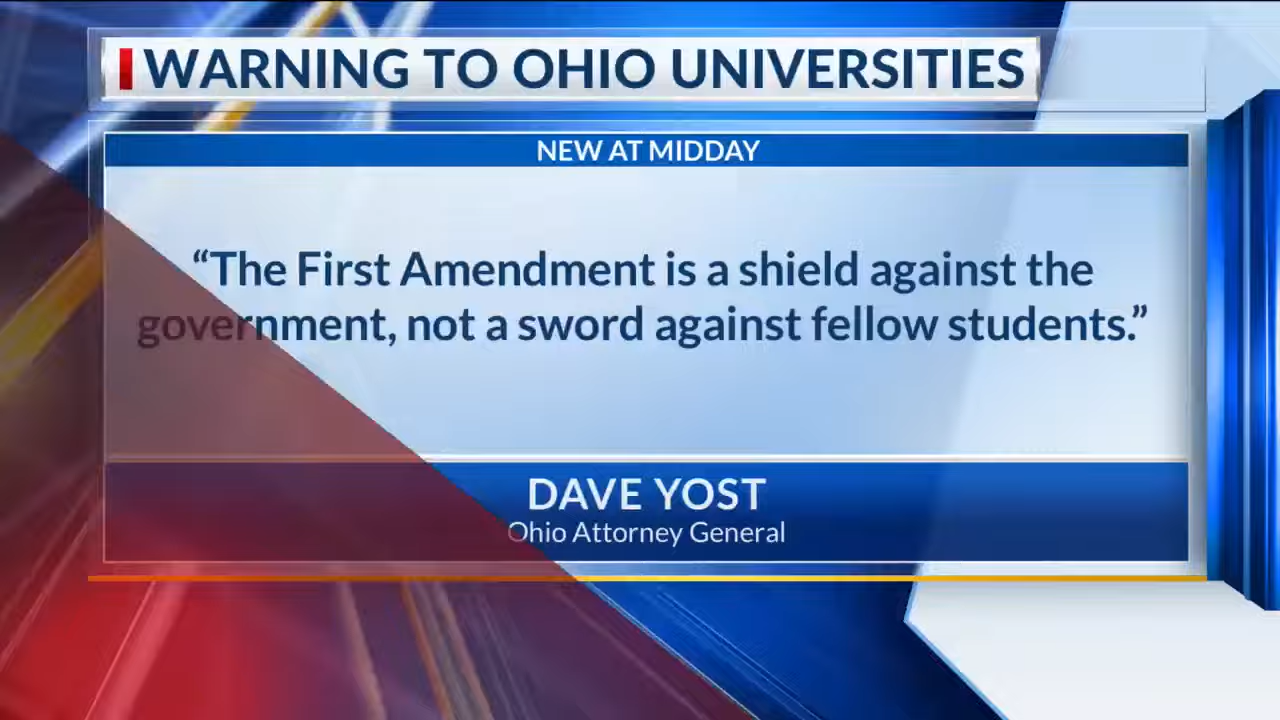 WARNING TO OHIO UNIVERSITIES
NEW AT MIDDAY
“The First Amendment is a shield against the
government, not a sword against fellow students.”
DAVE YOST
Ohio Attorney General